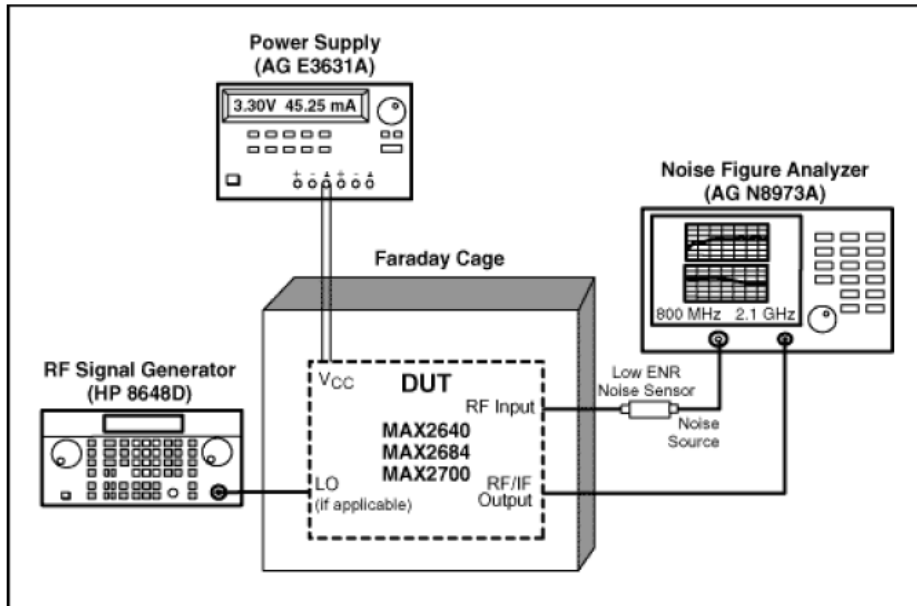 Power Supply
(AG E3631A)
3.30V 45.25 mA
+ - ▲ + - ▲
Noise Figure Analyzer
(AG N8973A)
800 MHz 2.1 GHz
Faraday Cage
RF Signal Generator
(HP 8648D)
VCC
DUT
Low ENR
Noise Sensor
RF Input
Noise
Source
MAX2640
MAX2684
MAX2700
LO
(if applicable)
RF/IF
Output